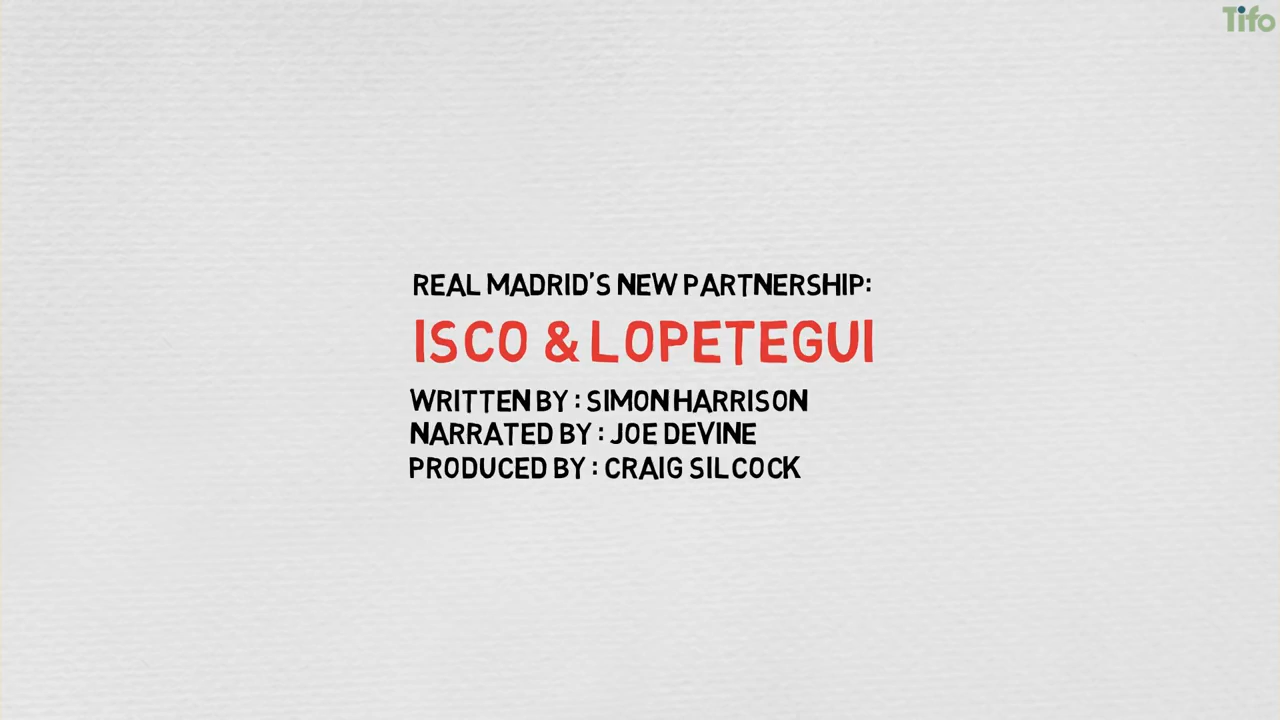 Tifo
REAL MADRID'S NEW PARTNERSHIP:
ISCO & LOPETEGUI
WRITTEN BY : SIMON HARRISON
NARRATED BY : JOE DEVINE
PRODUCED BY : CRAIG SILCOCK